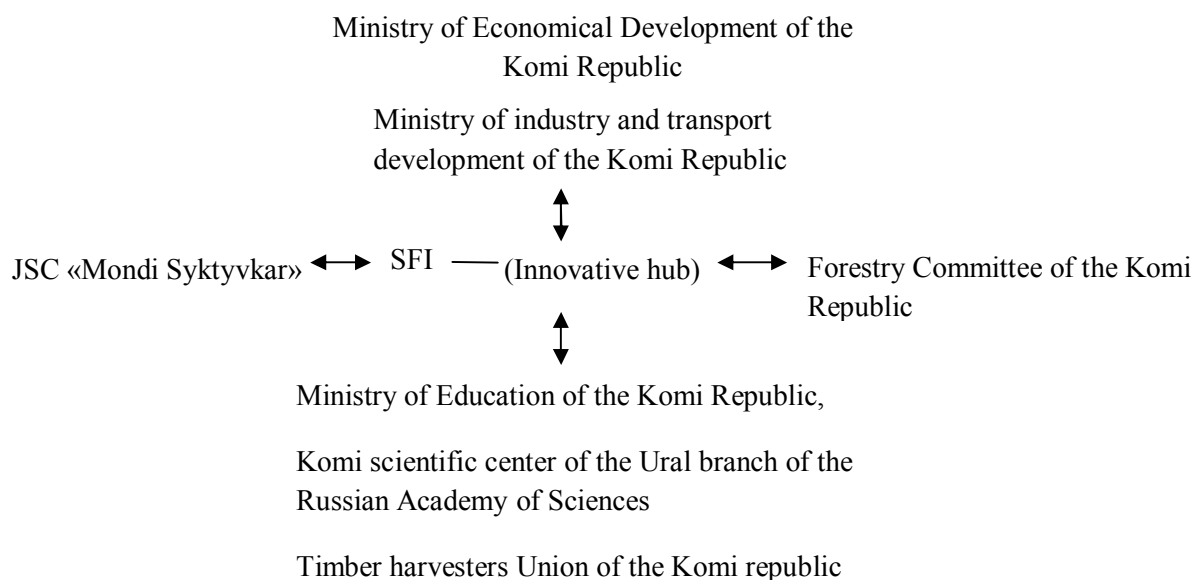 Ministry of Economical Development of the
Komi Republic
Ministry of industry and transport
development of the Komi Republic
JSC «Mondi Syktyvkar»
SFI
(Innovative hub)
Forestry Committee of the Komi
Republic
Ministry of Education of the Komi Republic,
Komi scientific center of the Ural branch of the
Russian Academy of Sciences
Timber harvesters Union of the Komi republic